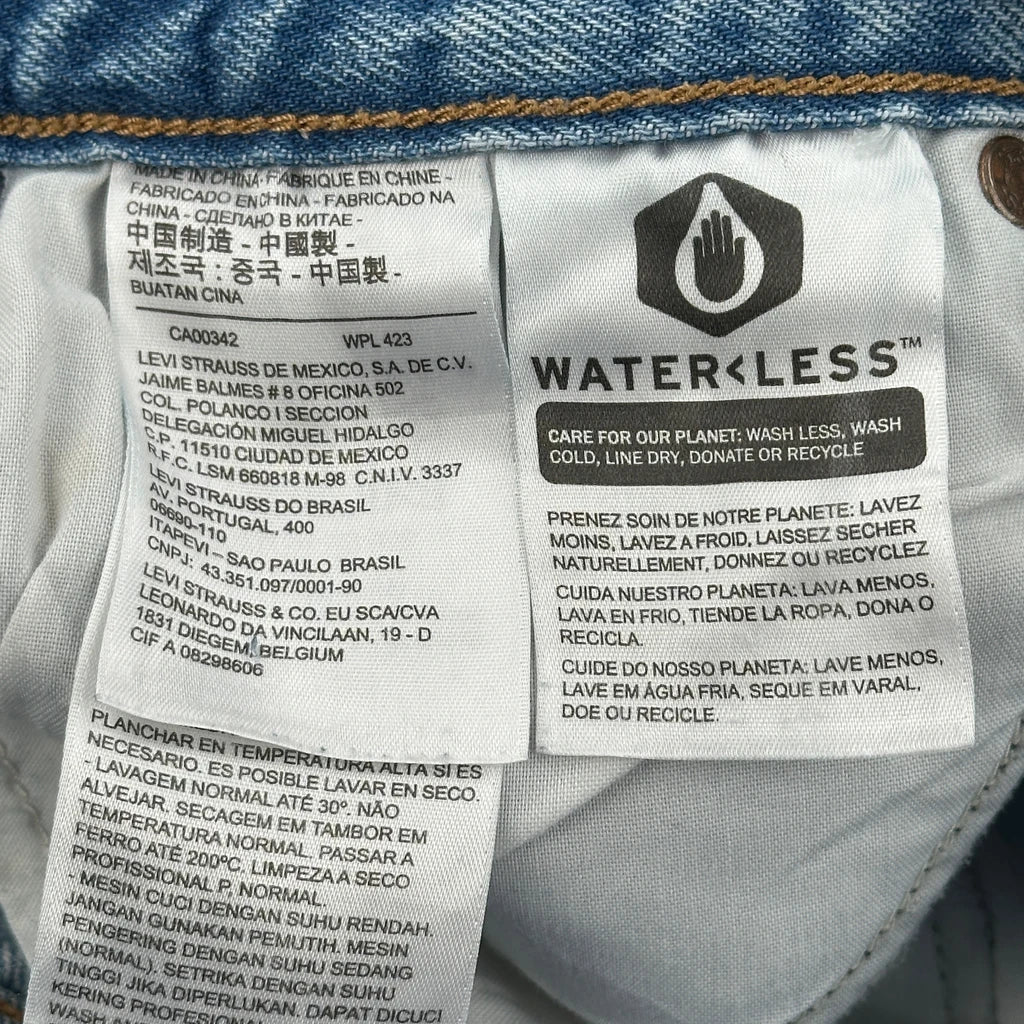 MADE IN CHINA-FABRIQUE EN CHINE -
FABRICADO EN CHINA - FABRICADO NA
CHINA - СДЕЛАНО В КИТАЕ -
中国制造 - 中國製 -
제조국 : 중국 - 中国製 -
BUATAN CINA
CA00342 WPL 423
LEVI STRAUSS DE MEXICO, S.A. DE C.V.
JAIME BALMES # 8 OFICINA 502
COL. POLANCO I SECCION
DELEGACIÓN MIGUEL HIDALGO
C.P. 11510 CIUDAD DE MEXICO
R.F.C. LSM 660818 M-98 C.N.I.V. 3337
LEVI STRAUSS DO BRASIL
AV. PORTUGAL, 400
06690-110
ITAPEVI – SAO PAULO BRASIL
CNPJ: 43.351.097/0001-90
LEVI STRAUSS & CO. EU SCA/CVA
LEONARDO DA VINCILAAN, 19 - D
1831 DIEGEM, BELGIUM
CIF A 08298606
PLANCHAR EN TEMPERATURA ALTA SI ES
NECESARIO. ES POSIBLE LAVAR EN SECO.
- LAVAGEM NORMAL ATÉ 30º. NÃO
ALVEJAR. SECAGEM EM TAMBOR EM
TEMPERATURA NORMAL. PASSAR A
FERRO ATÉ 200ºC. LIMPEZA A SECO
PROFISSIONAL P. NORMAL.
- MESIN CUCI DENGAN SUHU RENDAH.
JANGAN GUNAKAN PEMUTIH. MESIN
PENGERING DENGAN SUHU SEDANG
(NORMAL). SETRIKA DENGAN SUHU
TINGGI JIKA DIPERLUKAN. DAPAT DICUCI
KERING PROFESIONAL
WASH
WATER<LESS™
CARE FOR OUR PLANET: WASH LESS, WASH
COLD, LINE DRY, DONATE OR RECYCLE
PRENEZ SOIN DE NOTRE PLANETE: LAVEZ
MOINS, LAVEZ A FROID, LAISSEZ SECHER
NATURELLEMENT, DONNEZ OU RECYCLEZ
CUIDA NUESTRO PLANETA: LAVA MENOS,
LAVA EN FRIO, TIENDE LA ROPA, DONA O
RECICLA.
CUIDE DO NOSSO PLANETA: LAVE MENOS,
LAVE EM ÁGUA FRIA, SEQUE EM VARAL,
DOE OU RECICLE.